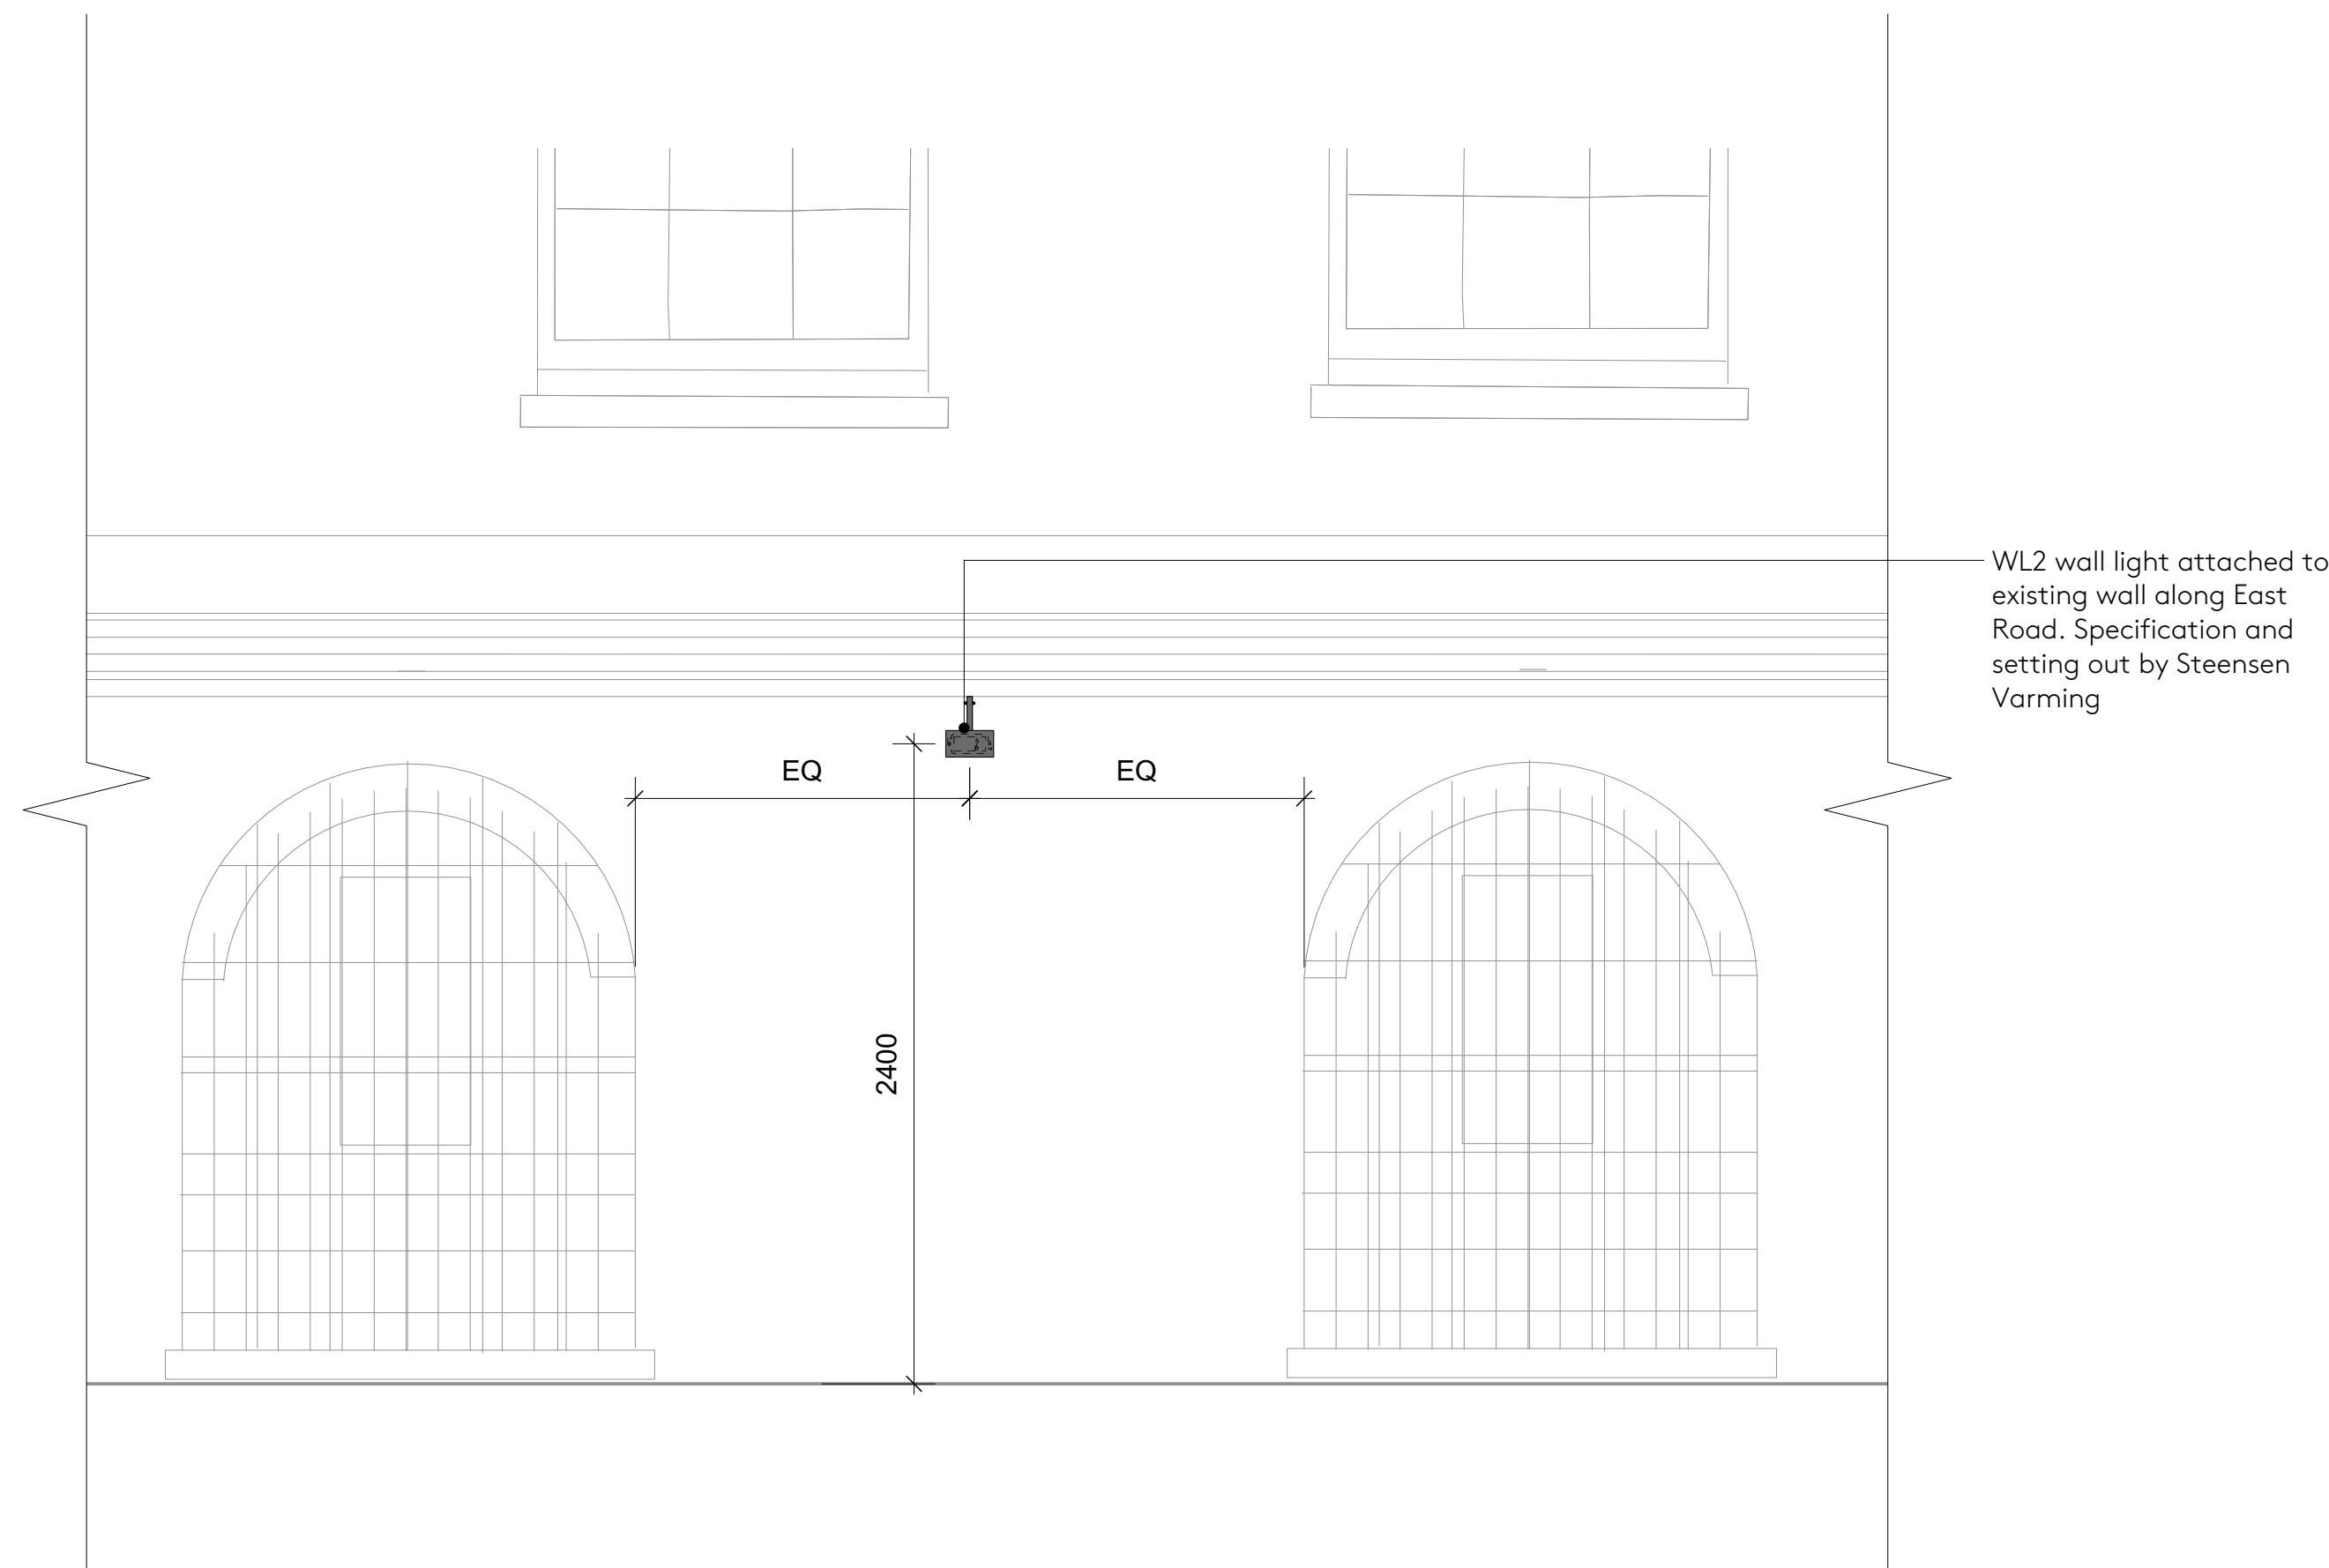 WL2 wall light attached to
existing wall along East
Road. Specification and
setting out by Steensen
Varming
EQ
EQ
2400